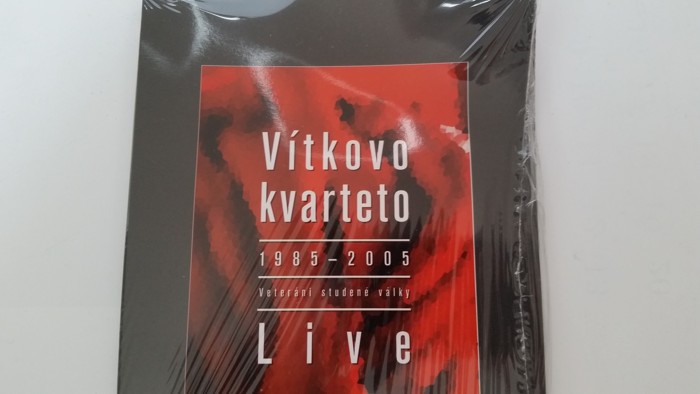 Vítkovo
kvarteto
1985–2005
Veteráni studené války
Live